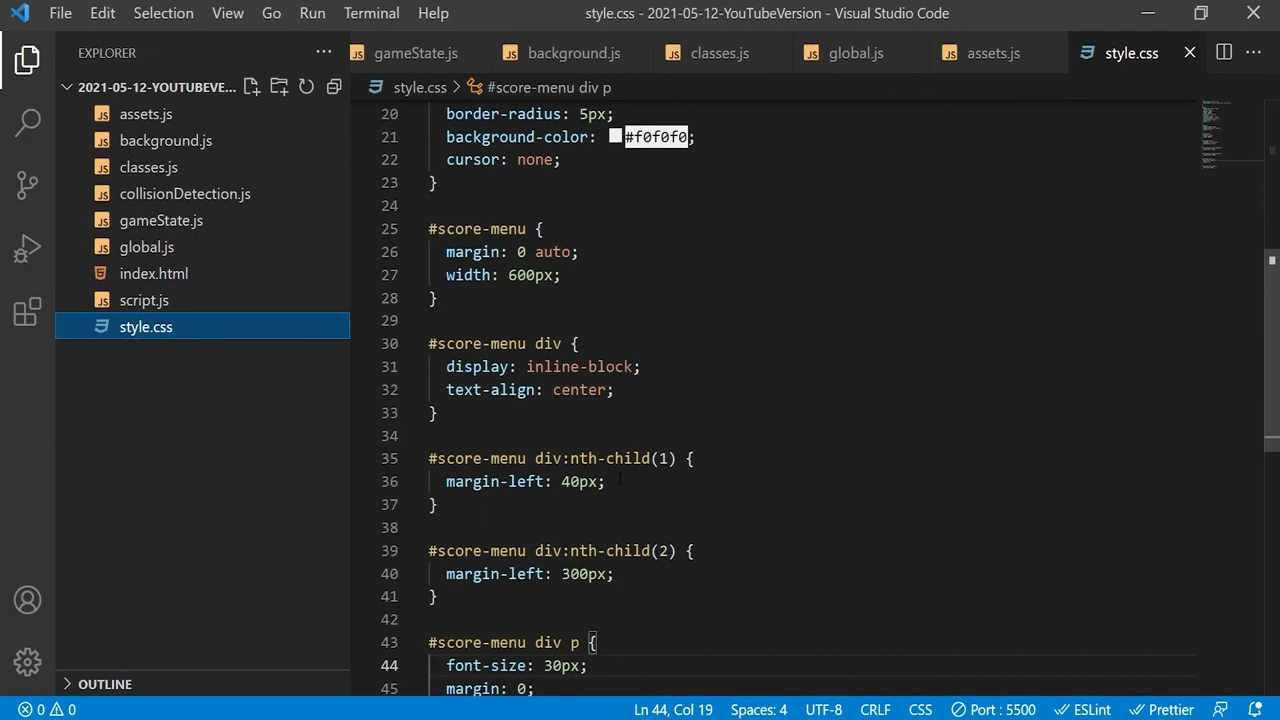 File Edit Selection View Go Run Terminal Help style.css - 2021-05-12-YouTubeVersion - Visual Studio Code
EXPLORER
gameState.js background.js classes.js global.js assets.js style.css
2021-05-12-YOUTUBEVE...
style.css > #score-menu div p
assets.js
background.js
classes.js
collisionDetection.js
gameState.js
global.js
index.html
script.js
style.css
20 border-radius: 5px;
21 background-color: #f0f0f0;
22 cursor: none;
23 }
24
25 #score-menu {
26 margin: 0 auto;
27 width: 600px;
28 }
29
30 #score-menu div {
31 display: inline-block;
32 text-align: center;
33 }
34
35 #score-menu div:nth-child(1) {
36 margin-left: 40px;
37 }
38
39 #score-menu div:nth-child(2) {
40 margin-left: 300px;
41 }
42
43 #score-menu div p {
44 font-size: 30px;
45 margin: 0;
OUTLINE
0 0 Ln 44, Col 19 Spaces: 4 UTF-8 CRLF CSS Port : 5500 ESLint Prettier